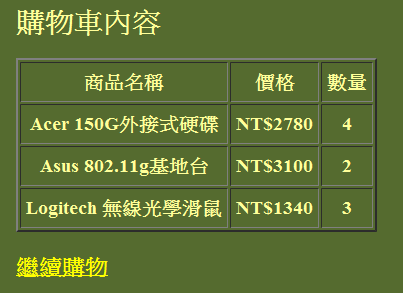 購物車內容
商品名稱 價格 數量
Acer 150G外接式硬碟 NT$2780 4
Asus 802.11g基地台 NT$3100 2
Logitech 無線光學滑鼠 NT$1340 3
繼續購物